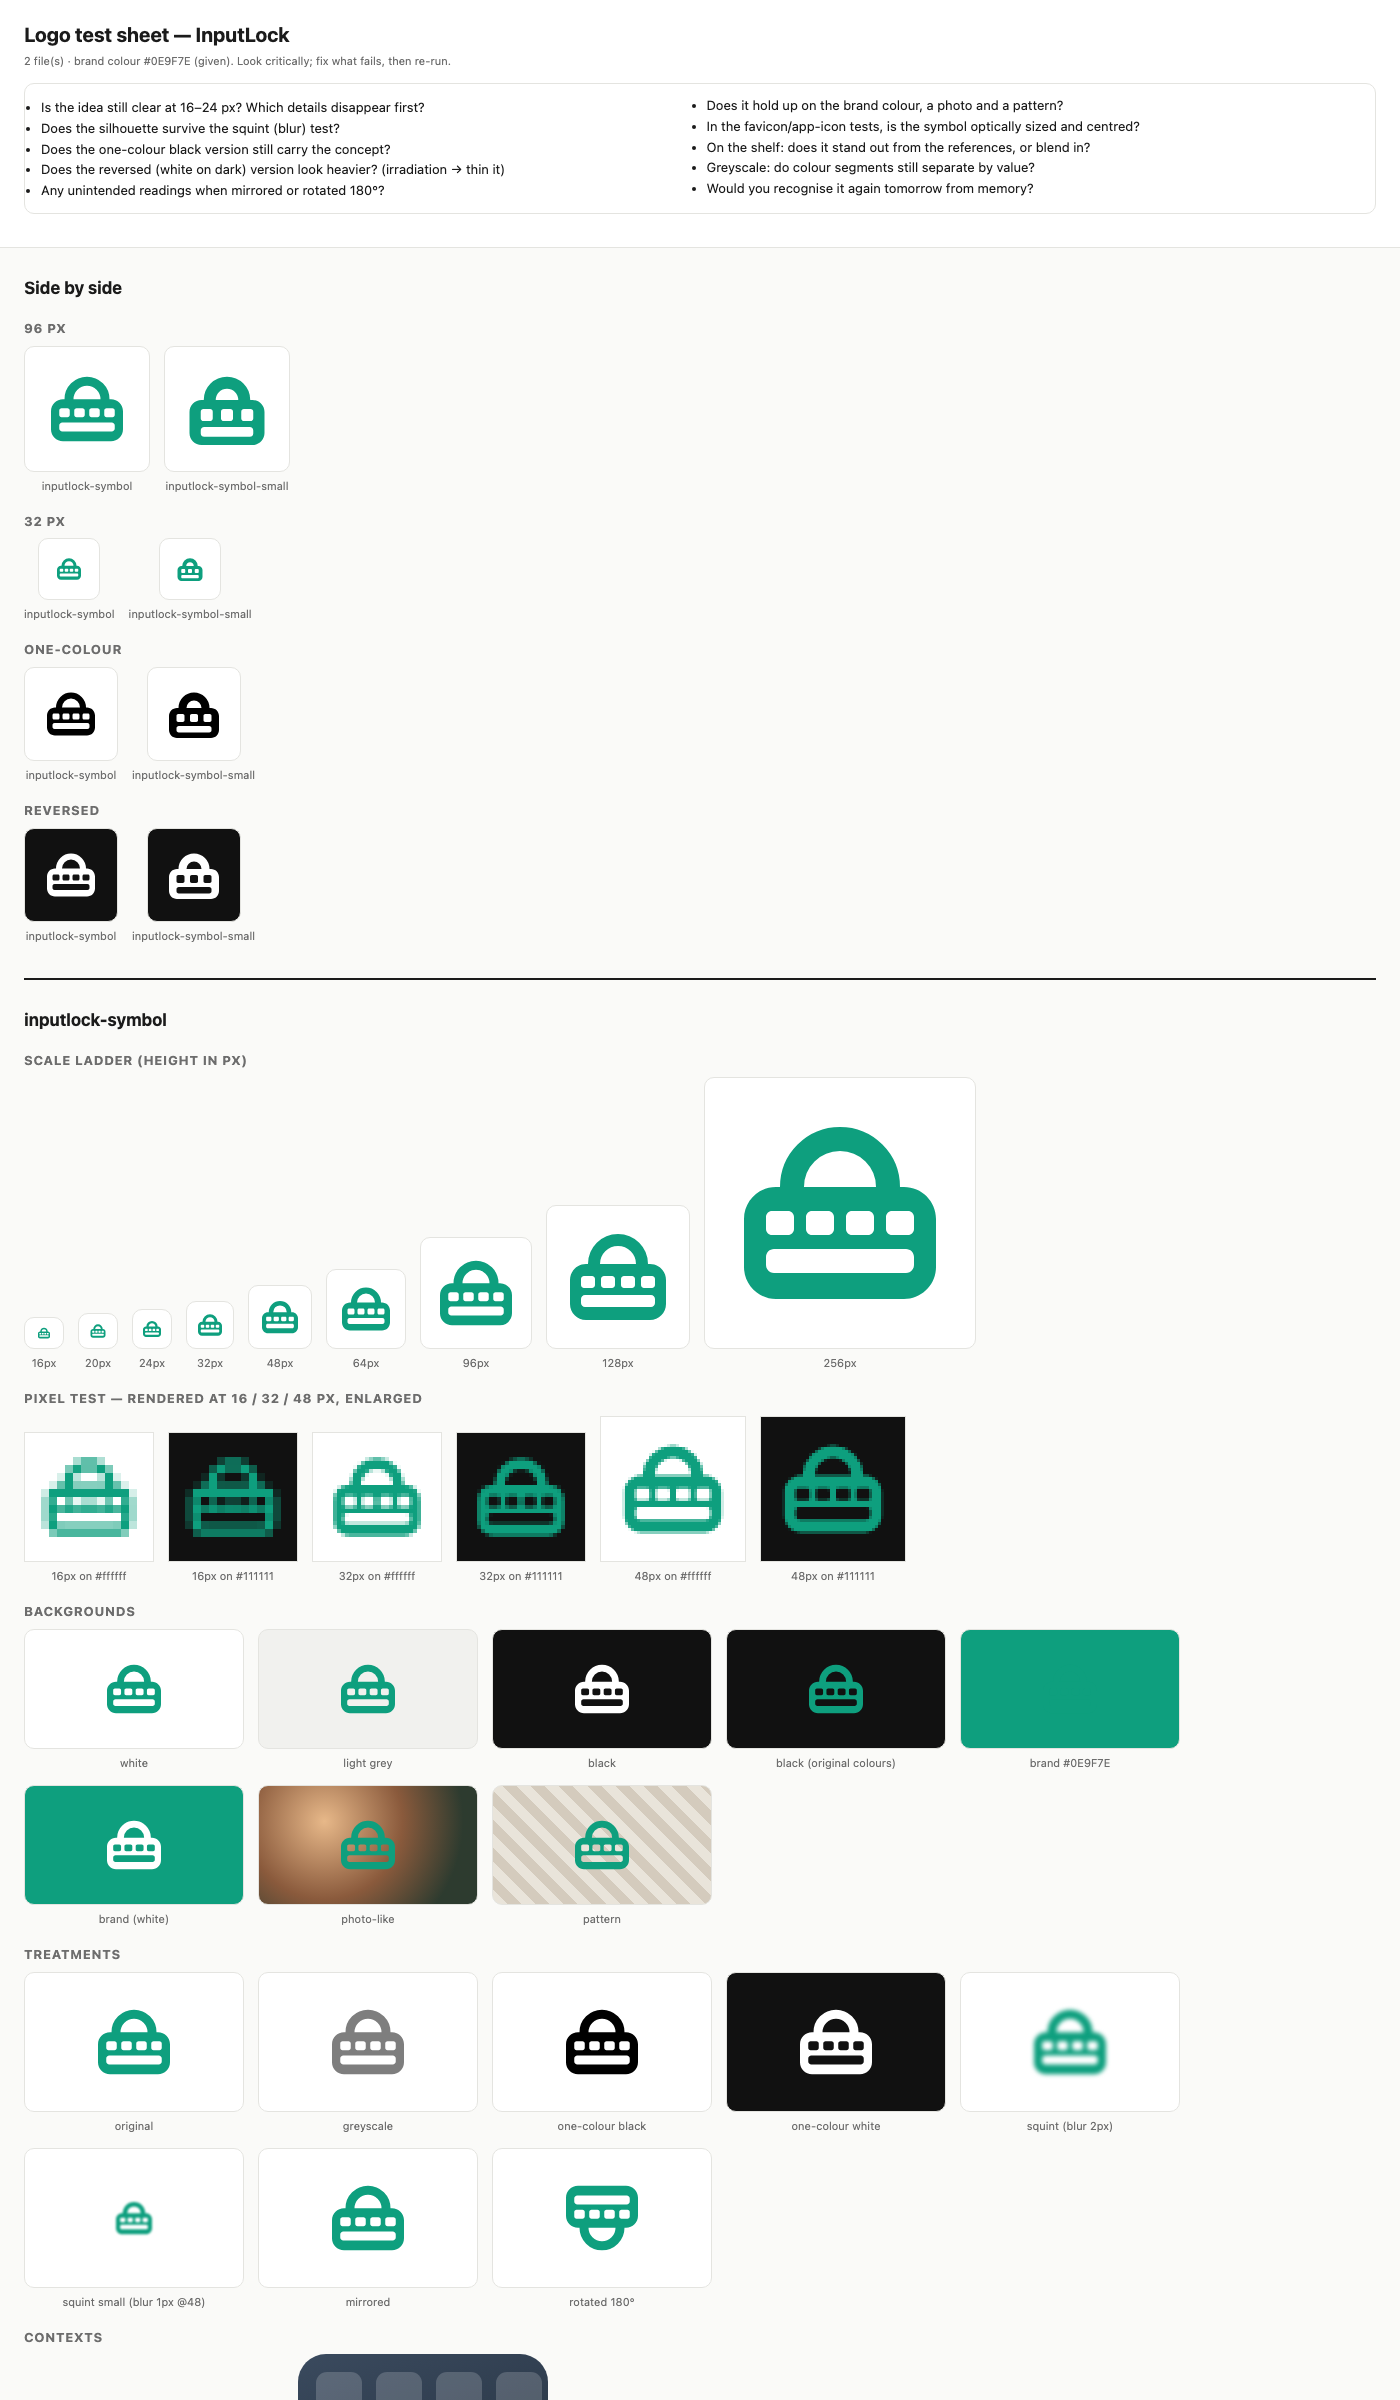 Logo test sheet — InputLock
2 file(s) · brand colour #0E9F7E (given). Look critically; fix what fails, then re-run.
• Is the idea still clear at 16–24 px? Which details disappear first?
• Does the silhouette survive the squint (blur) test?
• Does the one-colour black version still carry the concept?
• Does the reversed (white on dark) version look heavier? (irradiation → thin it)
• Any unintended readings when mirrored or rotated 180°?
• Does it hold up on the brand colour, a photo and a pattern?
• In the favicon/app-icon tests, is the symbol optically sized and centred?
• On the shelf: does it stand out from the references, or blend in?
• Greyscale: do colour segments still separate by value?
• Would you recognise it again tomorrow from memory?
Side by side
96 PX
inputlock-symbol
inputlock-symbol-small
32 PX
inputlock-symbol
inputlock-symbol-small
ONE-COLOUR
inputlock-symbol
inputlock-symbol-small
REVERSED
inputlock-symbol
inputlock-symbol-small
inputlock-symbol
SCALE LADDER (HEIGHT IN PX)
16px
20px
24px
32px
48px
64px
96px
128px
256px
PIXEL TEST — RENDERED AT 16 / 32 / 48 PX, ENLARGED
16px on #ffffff
16px on #111111
32px on #ffffff
32px on #111111
48px on #ffffff
48px on #111111
BACKGROUNDS
white
light grey
black
black (original colours)
brand #0E9F7E
brand (white)
photo-like
pattern
TREATMENTS
original
greyscale
one-colour black
one-colour white
squint (blur 2px)
squint small (blur 1px @48)
mirrored
rotated 180°
CONTEXTS